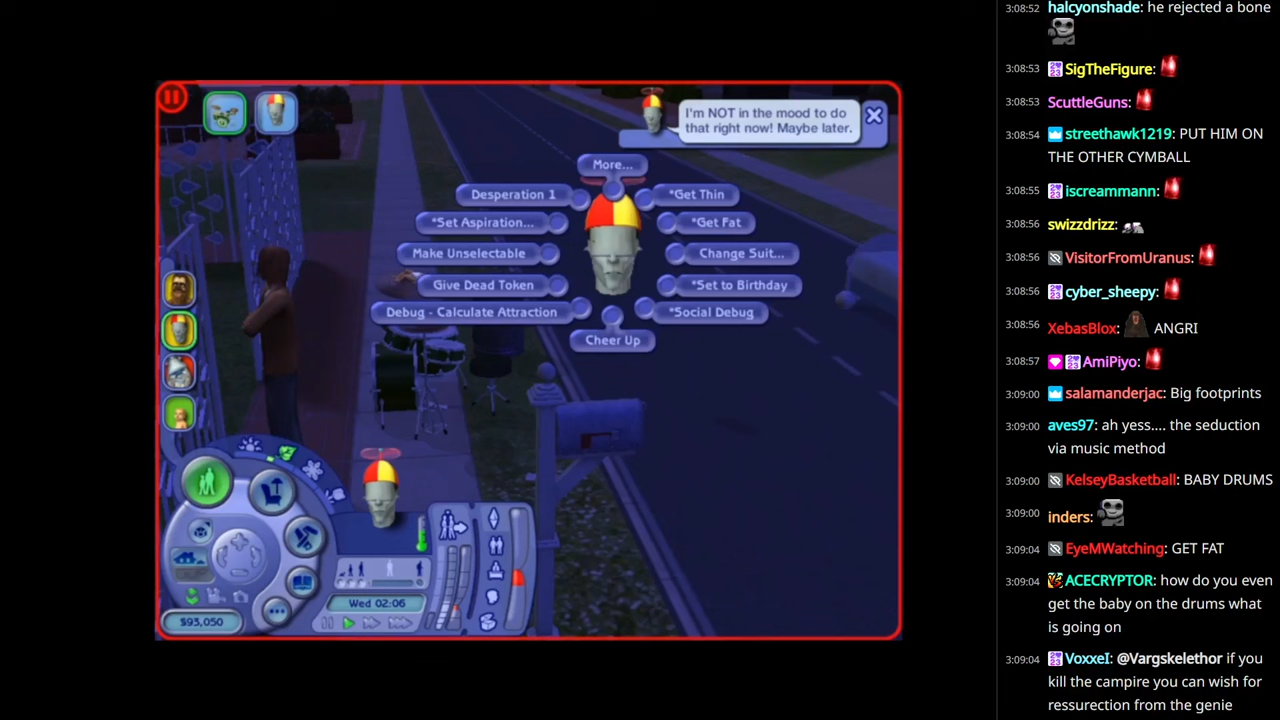 I'm NOT in the mood to do
that right now! Maybe later.
More...
Desperation 1
*Get Thin
*Set Aspiration...
*Get Fat
Make Unselectable
Change Suit...
Give Dead Token
*Set to Birthday
Debug - Calculate Attraction
*Social Debug
Cheer Up
Wed 02:06
$93,050
3:08:52 halcyonshade: he rejected a bone
3:08:53 SigTheFigure:
3:08:53 ScuttleGuns:
3:08:54 streethawk1219: PUT HIM ON
THE OTHER CYMBALL
3:08:55 iscreammann:
3:08:56 swizzdrizz:
3:08:56 VisitorFromUranus:
3:08:56 cyber_sheepy:
3:08:56 XebasBlox: ANGRI
3:08:57 AmiPiyo:
3:09:00 salamanderjac: Big footprints
3:09:00 aves97: ah yess.... the seduction
via music method
3:09:00 KelseyBasketball: BABY DRUMS
3:09:00 inders:
3:09:04 EyeMWatching: GET FAT
3:09:04 ACECRYPTOR: how do you even
get the baby on the drums what
is going on
3:09:04 VoxxeI: @Vargskelethor if you
kill the campire you can wish for
ressurection from the genie